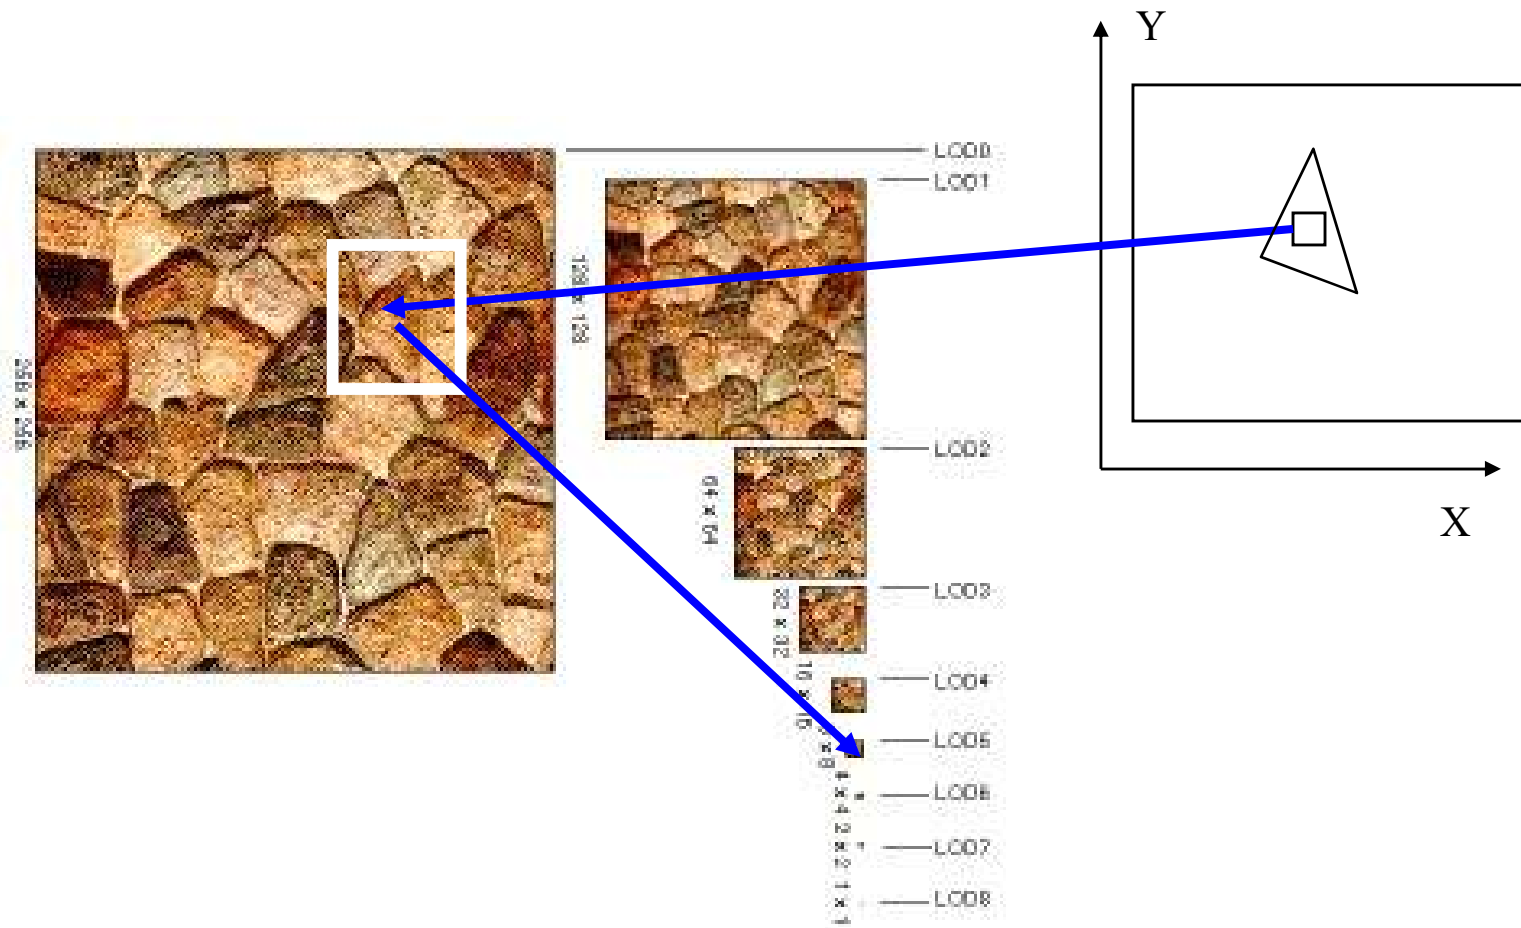 Y
LOD0
LOD1
128 x 128
256 x 256
LOD2
64 x 64
X
LOD3
32 x 32
LOD4
16 x 16
LOD5
8 x 8
LOD6
4 x 4
LOD7
2 x 2
LOD8
1 x 1